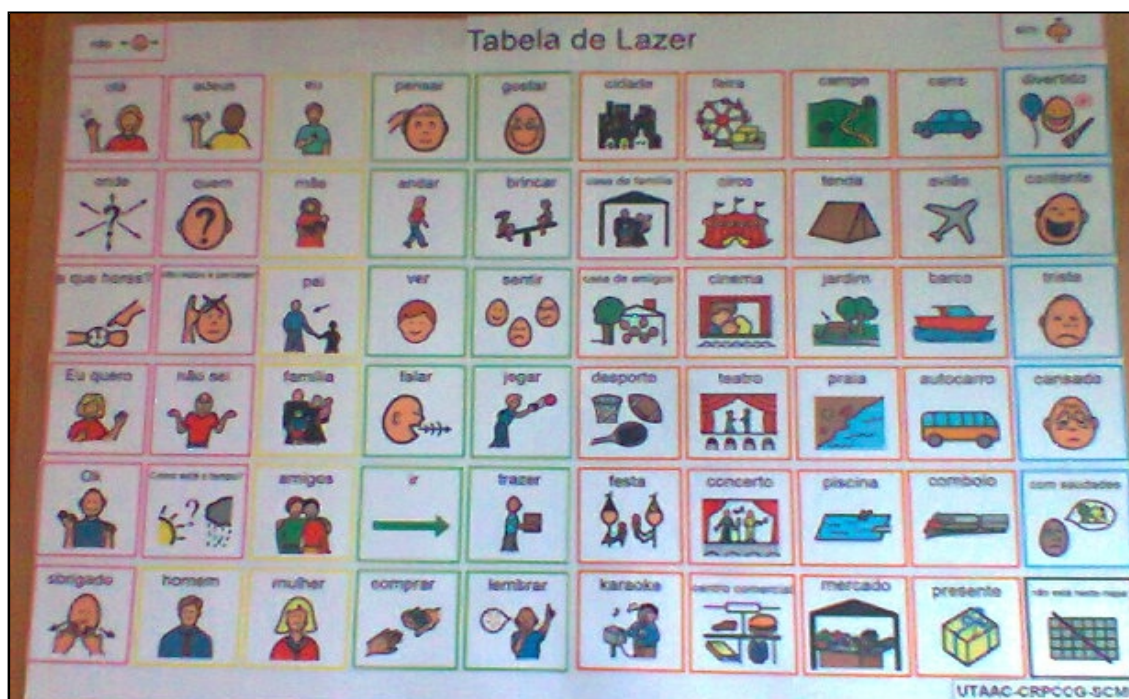 não
Tabela de Lazer
sim
olá adeus eu pensar gostar cidade feira campo carro divertido
onde quem mãe andar brincar casa de família circo tenda avião contente
a que horas? pai ver sentir casa de amigos cinema jardim barco triste
Eu quero não sei família falar jogar desporto teatro praia autocarro cansado
Ok Como está o tempo? amigos ir trazer festa concerto piscina comboio com saudades
obrigado homem mulher comprar lembrar karaoke centro comercial mercado presente não está neste mapa
UTAAC-CRPCCG-SCM